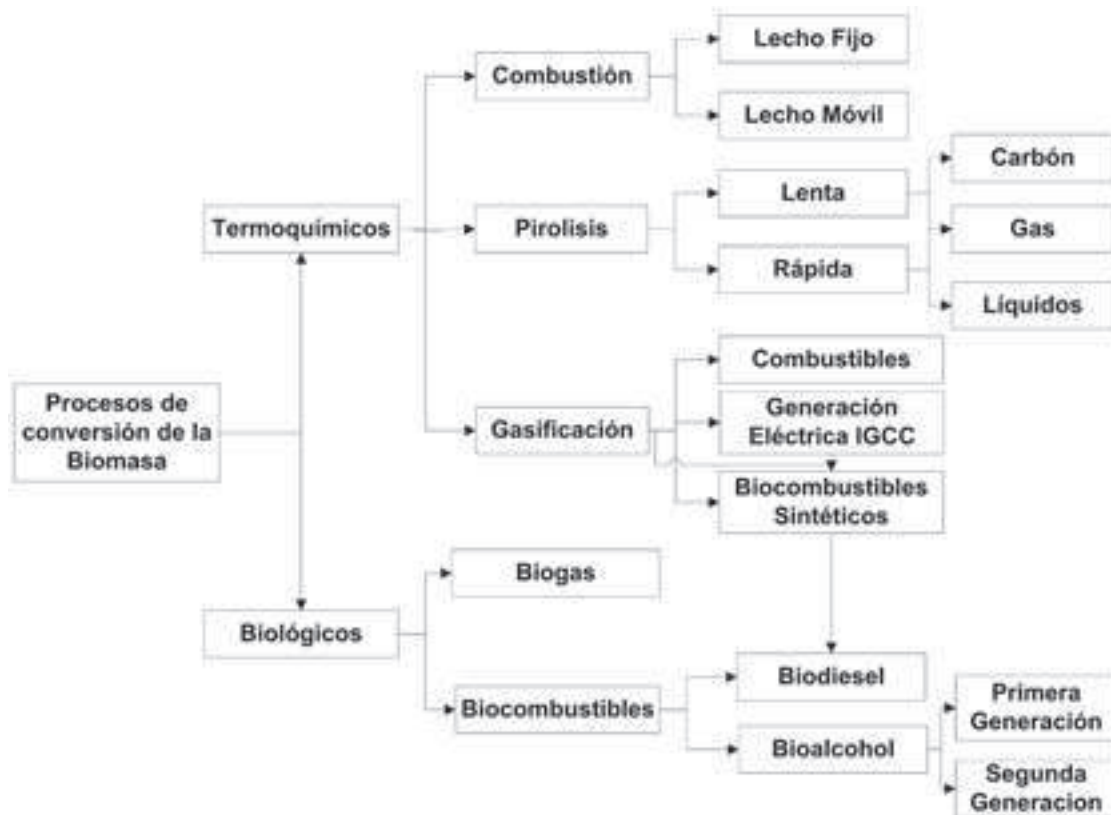 Lecho Fijo
Combustión
Lecho Móvil
Carbón
Lenta
Termoquímicos
Pirolisis
Gas
Rápida
Líquidos
Combustibles
Procesos de
conversión de la
Biomasa
Gasificación
Generación
Eléctrica IGCC
Biocombustibles
Sintéticos
Biogas
Biológicos
Biodiesel
Biocombustibles
Primera
Generación
Bioalcohol
Segunda
Generacion